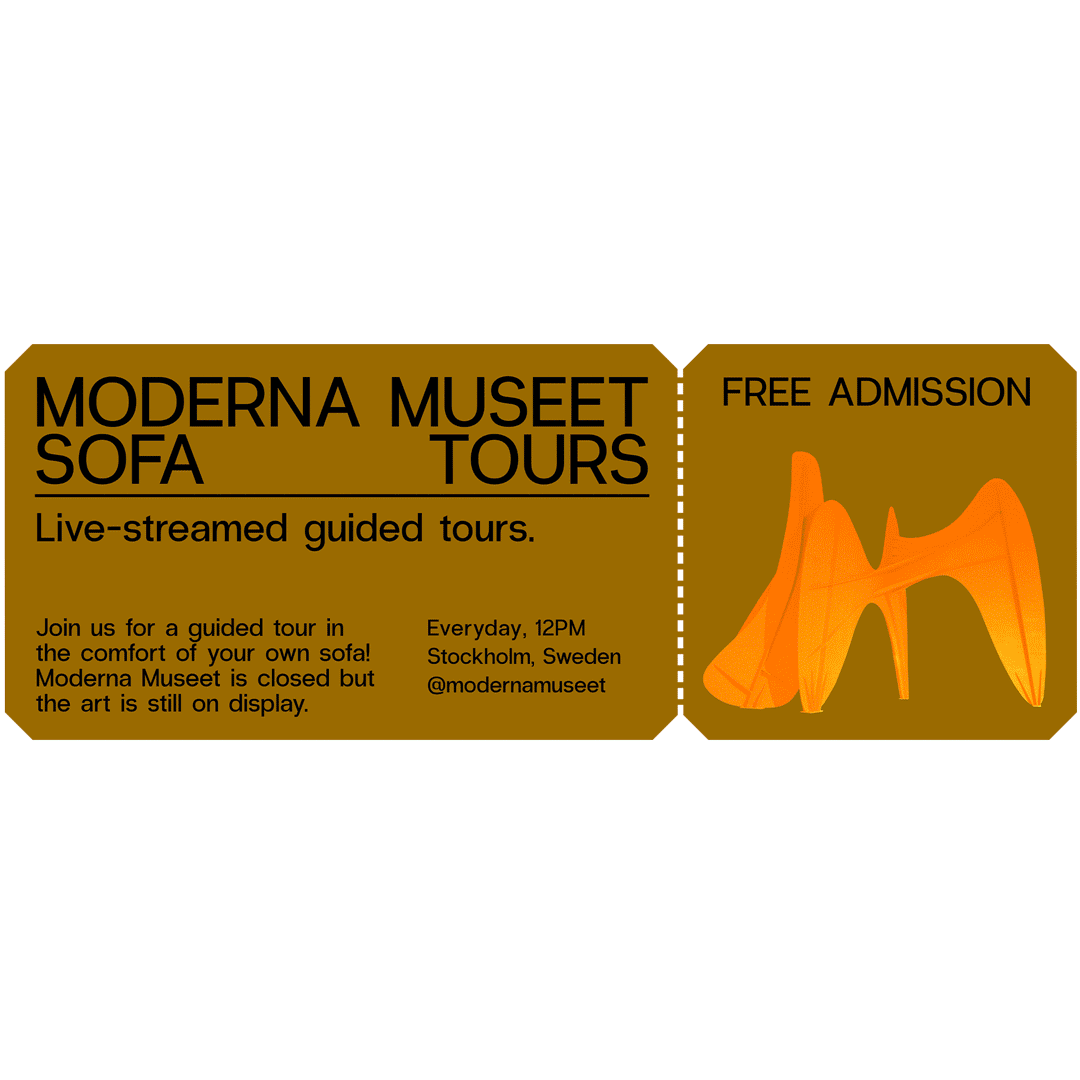 MODERNA MUSEET
SOFA TOURS
Live-streamed guided tours.
Join us for a guided tour in
the comfort of your own sofa!
Moderna Museet is closed but
the art is still on display.
Everyday, 12PM
Stockholm, Sweden
@modernamuseet
FREE ADMISSION